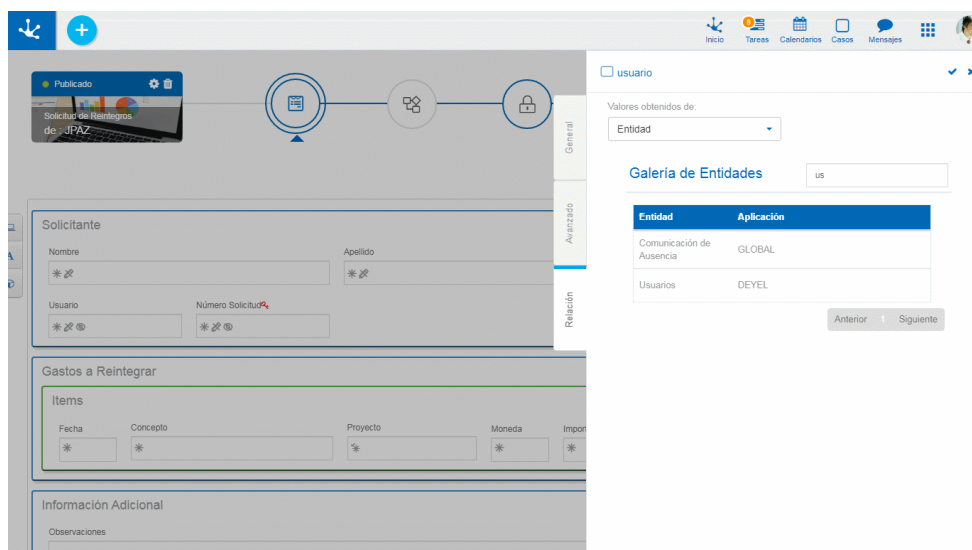 8
Inicio
Tareas
Calendarios
Casos
Mensajes
Publicado
Solicitud de Reintegros
de : JPAZ
usuario
Valores obtenidos de:
Entidad
General
Avanzado
Relación
Galería de Entidades
us
Entidad Aplicación
Comunicación de
Ausencia
GLOBAL
Usuarios DEYEL
Anterior 1 Siguiente
Solicitante
Nombre Apellido
Usuario Número Solicitud
Gastos a Reintegrar
Items
Fecha Concepto Proyecto Moneda Import
Información Adicional
Observaciones
A